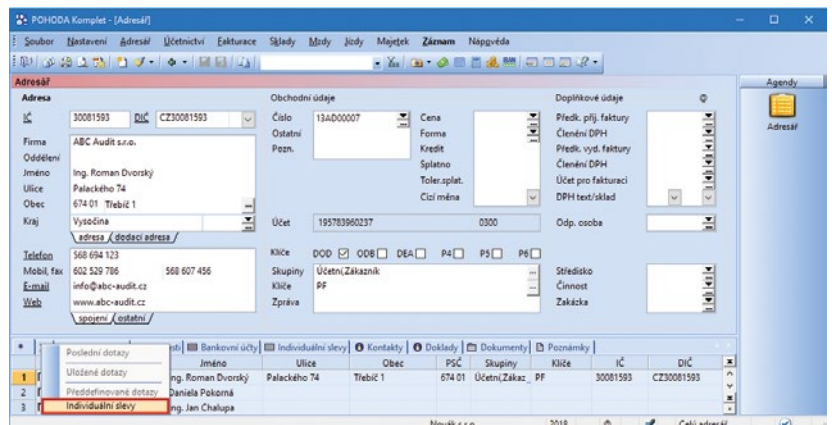 POHODA Komplet - [Adresář]
Soubor Nastavení Adresář Účetnictví Fakturace Sklady Mzdy Jízdy Majetek Záznam Nápověda
Adresář
Agendy
Adresa
Obchodní údaje
Doplňkové údaje
Adresář
IČ 30081593 DIČ CZ30081593
Číslo 13AD00007
Cena
Předk. přij. faktury
Ostatní
Forma
Členění DPH
Firma ABC Audit s.r.o.
Pozn.
Kredit
Předk. vyd. faktury
Oddělení
Splatno
Členění DPH
Jméno Ing. Roman Dvorský
Toler.splat.
Účet pro fakturaci
Ulice Palackého 74
Cizí měna
DPH text/sklad
Obec 674 01 Třebíč 1
Kraj Vysočina
Účet 195783960237 0300
Odp. osoba
adresa dodací adresa
Telefon 568 694 123
Klíče DOD ODB DEA P4 P5 P6
Mobil, fax 602 529 786 568 607 456
Skupiny Účetní,Zákazník
Středisko
E-mail info@abc-audit.cz
Klíče PF
Činnost
Web www.abc-audit.cz
Zpráva
Zakázka
spojení ostatní
Bankovní účty Individuální slevy Kontakty Doklady Dokumenty Poznámky
Poslední dotazy
Uložené dotazy
Předdefinované dotazy
Individuální slevy
Jméno Ulice Obec PSČ Skupiny Klíče IČ DIČ
1 ng. Roman Dvorský Palackého 74 Třebíč 1 674 01 Účetní,Zákaz_ PF 30081593 CZ30081593
2 Daniela Pokorná
3 ng. Jan Chalupa
Novák s.r.o. 2018 @ Celý adresář